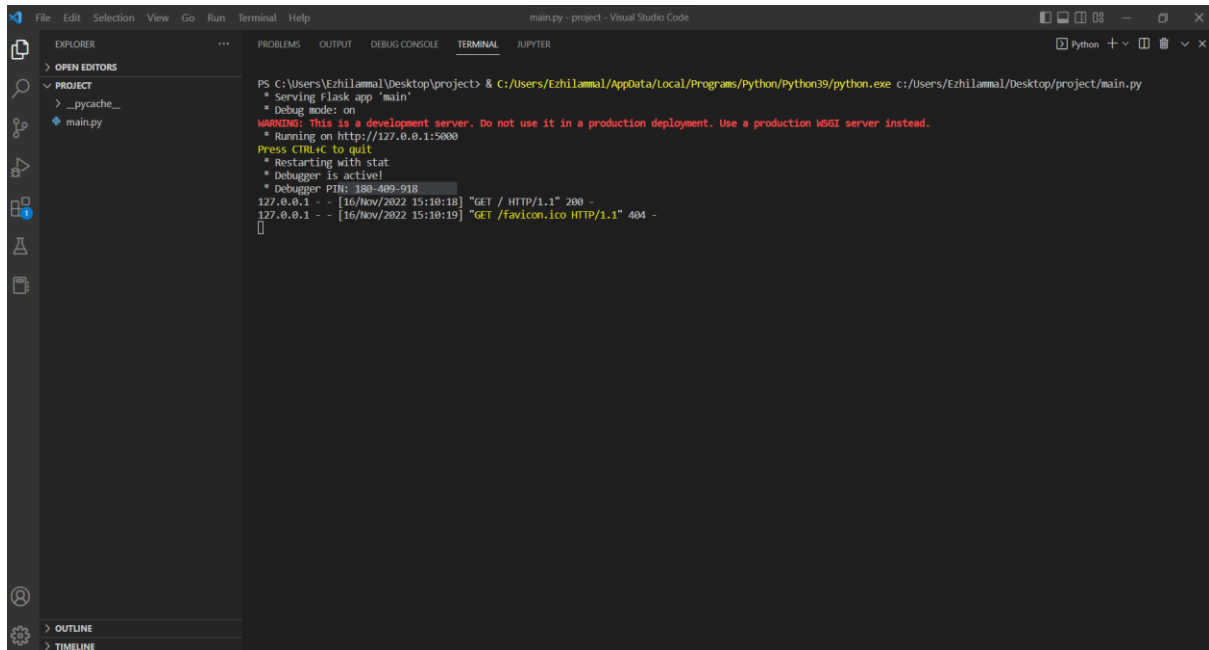 File Edit Selection View Go Run Terminal Help
main.py - project - Visual Studio Code
EXPLORER
PROBLEMS OUTPUT DEBUG CONSOLE TERMINAL JUPYTER
Python
> OPEN EDITORS
PROJECT
> __pycache__
main.py
1
PS C:\Users\Ezhilammal\Desktop\project> & C:/Users/Ezhilammal/AppData/Local/Programs/Python/Python39/python.exe c:/Users/Ezhilammal/Desktop/project/main.py
* Serving Flask app 'main'
* Debug mode: on
WARNING: This is a development server. Do not use it in a production deployment. Use a production WSGI server instead.
* Running on http://127.0.0.1:5000
Press CTRL+C to quit
* Restarting with stat
* Debugger is active!
* Debugger PIN: 180-409-918
127.0.0.1 - - [16/Nov/2022 15:10:18] "GET / HTTP/1.1" 200 -
127.0.0.1 - - [16/Nov/2022 15:10:19] "GET /favicon.ico HTTP/1.1" 404 -
> OUTLINE
> TIMELINE